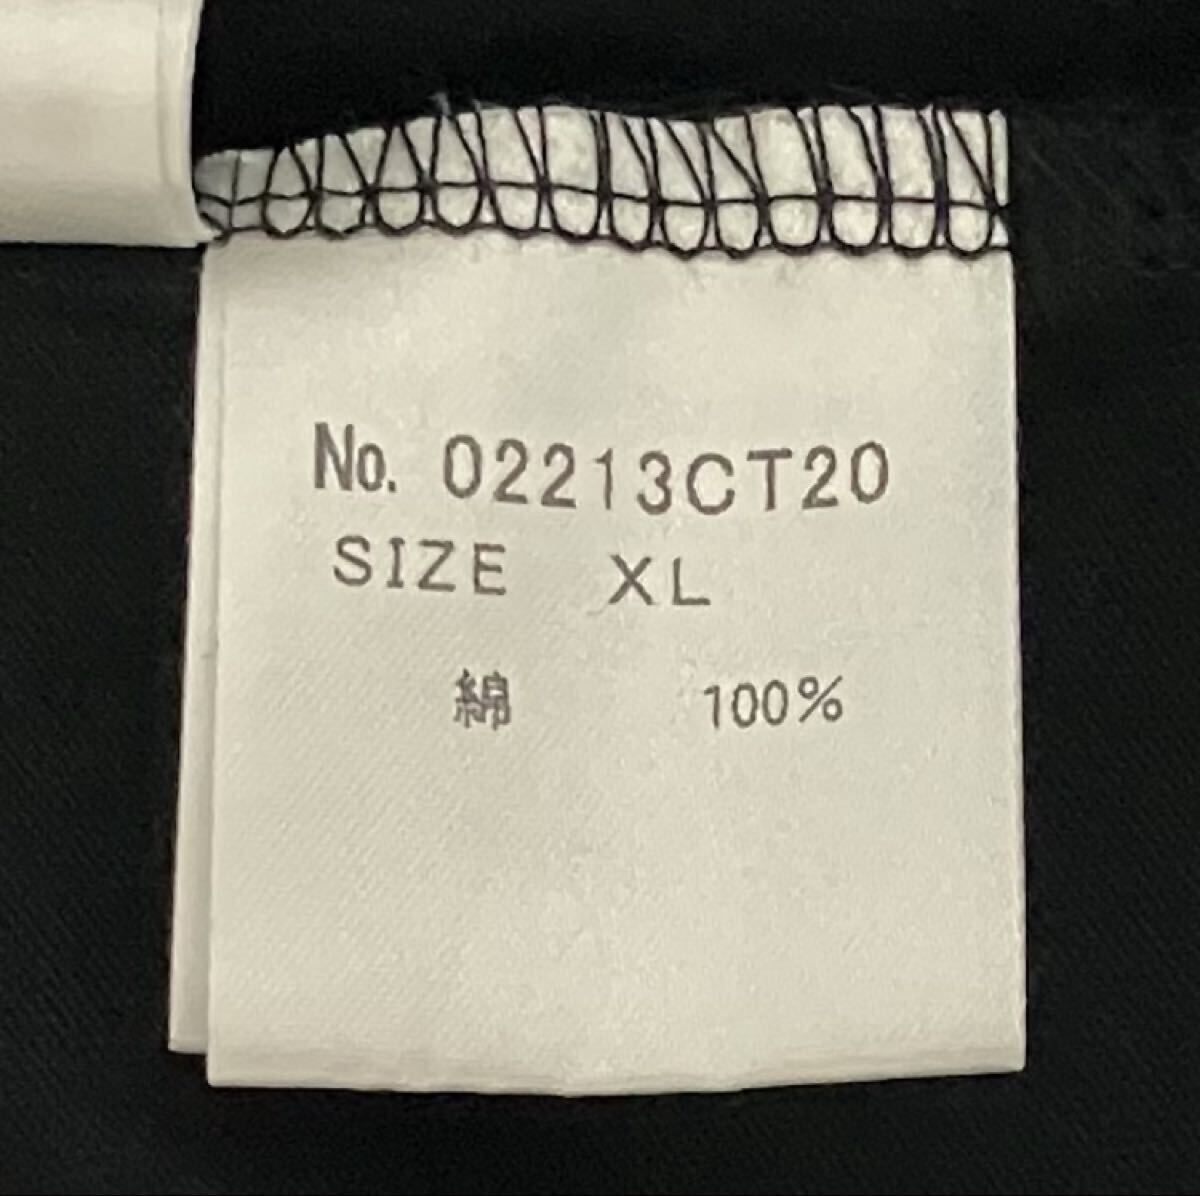 No. 02213CT20
SIZE XL
綿 100%